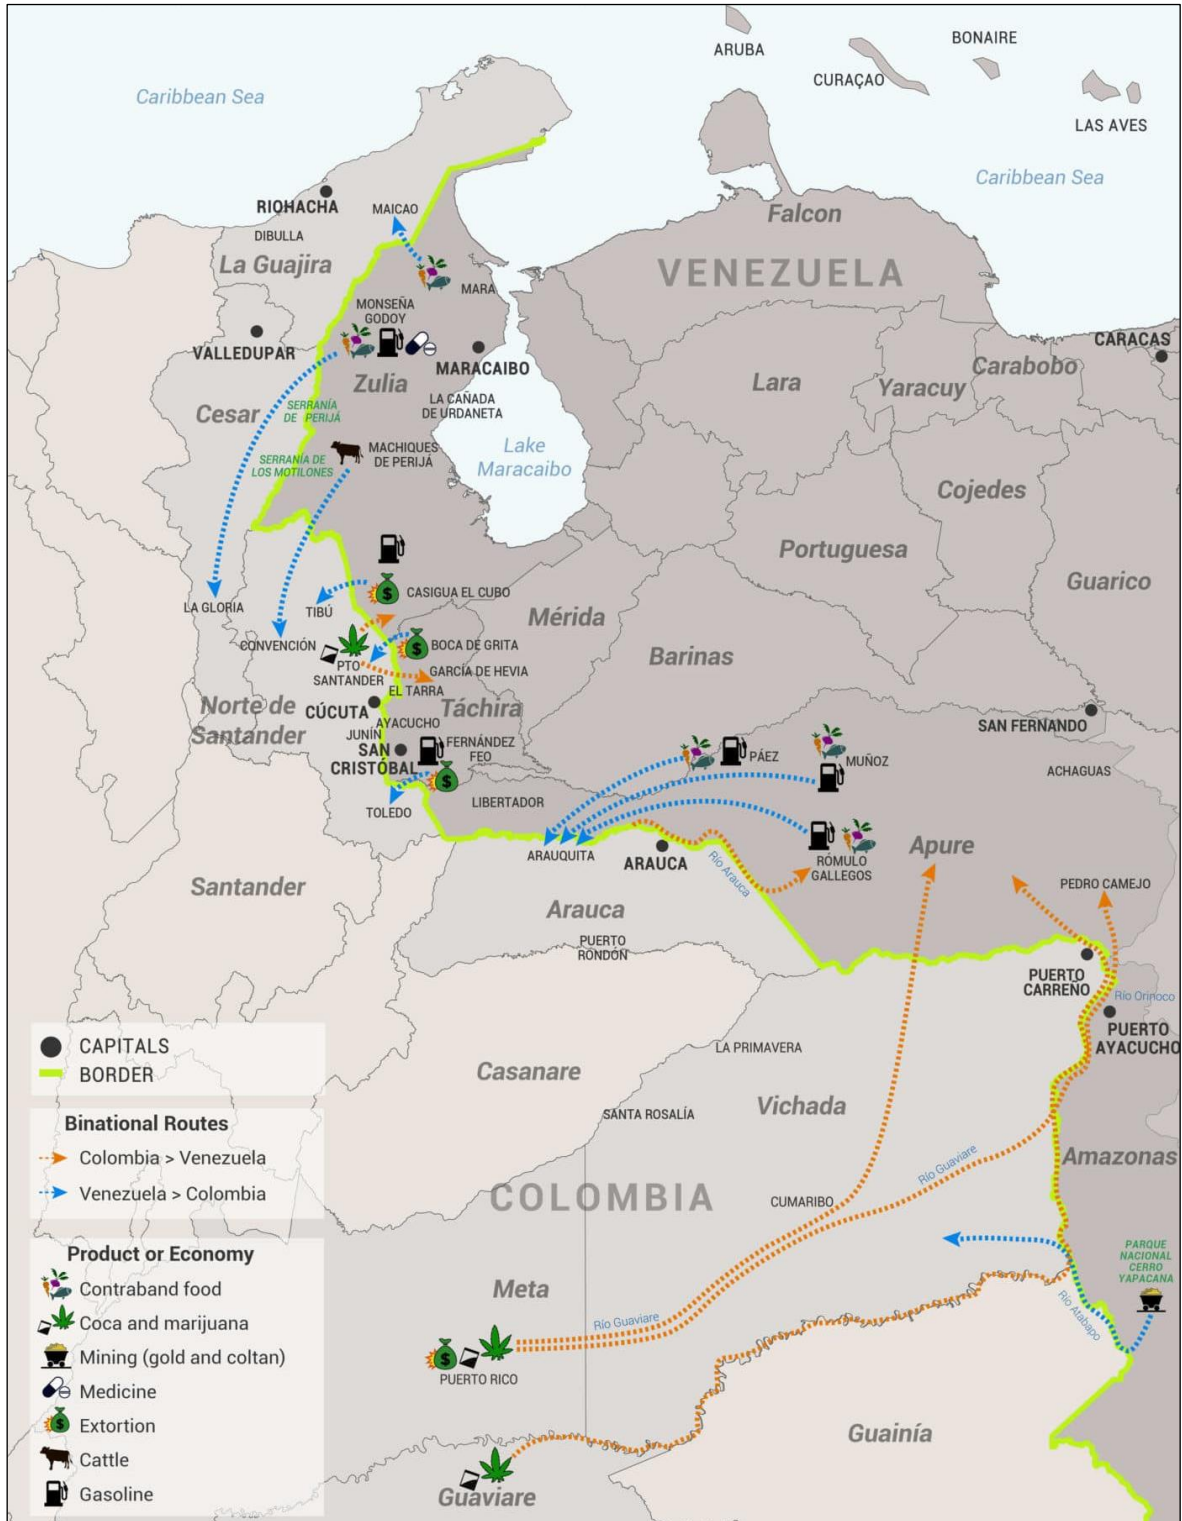 ARUBA
BONAIRE
CURAÇAO
LAS AVES
Caribbean Sea
Caribbean Sea
RIOHACHA
MAICAO
DIBULLA
La Guajira
Falcon
VENEZUELA
MARA
MONSEÑA
GODOY
VALLEDUPAR
MARACAIBO
CARACAS
Zulia
Lara
Yaracuy
Carabobo
Cesar
SERRANÍA
DE PERIJÁ
LA CAÑADA
DE URDANETA
SERRANÍA DE
LOS MOTILONES
MACHIQUES
DE PERIJÁ
Lake
Maracaibo
Cojedes
Portuguesa
Guarico
LA GLORIA
TIBÚ
CASIGUA EL CUBO
Mérida
CONVENCIÓN
BOCA DE GRITA
Barinas
PTO
SANTANDER
GARCÍA DE HEVIA
EL TARRA
Norte de
Santander
CÚCUTA
Táchira
AYACUCHO
JUNÍN
SAN
CRISTÓBAL
FERNÁNDEZ
FEO
SAN FERNANDO
PÁEZ
MUÑOZ
ACHAGUAS
TOLEDO
LIBERTADOR
ARAUQUITA
ARAUCA
Río Arauca
RÓMULO
GALLEGOS
Apure
PEDRO CAMEJO
Santander
Arauca
PUERTO
RONDÓN
PUERTO
CARREÑO
Río Orinoco
PUERTO
AYACUCHO
LA PRIMAVERA
Casanare
Vichada
SANTA ROSALÍA
Río Guaviare
Amazonas
COLOMBIA
CUMARIBO
PARQUE
NACIONAL
CERRO
YAPACANA
Meta
Río Guaviare
Río Atabapo
PUERTO RICO
Guainía
Guaviare
CAPITALS
BORDER
Binational Routes
Colombia > Venezuela
Venezuela > Colombia
Product or Economy
Contraband food
Coca and marijuana
Mining (gold and coltan)
Medicine
Extortion
Cattle
Gasoline